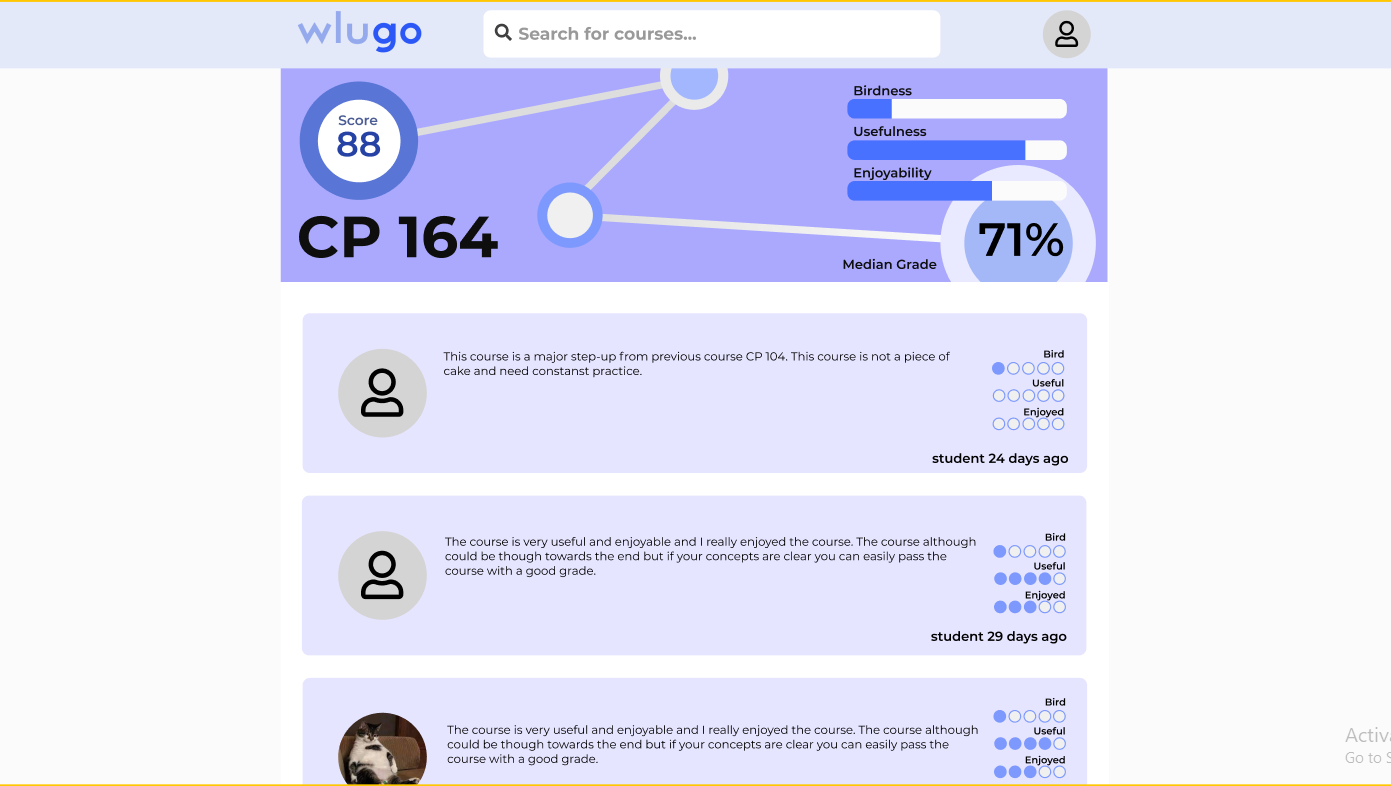 wlugo
Search for courses...
Score
88
CP 164
Birdness
Usefulness
Enjoyability
71%
Median Grade
This course is a major step-up from previous course CP 104. This course is not a piece of
cake and need constanst practice.
Bird
Useful
Enjoyed
student 24 days ago
The course is very useful and enjoyable and I really enjoyed the course. The course although
could be though towards the end but if your concepts are clear you can easily pass the
course with a good grade.
Bird
Useful
Enjoyed
student 29 days ago
The course is very useful and enjoyable and I really enjoyed the course. The course although
could be though towards the end but if your concepts are clear you can easily pass the
course with a good grade.
Bird
Useful
Enjoyed
Activa
Go to S